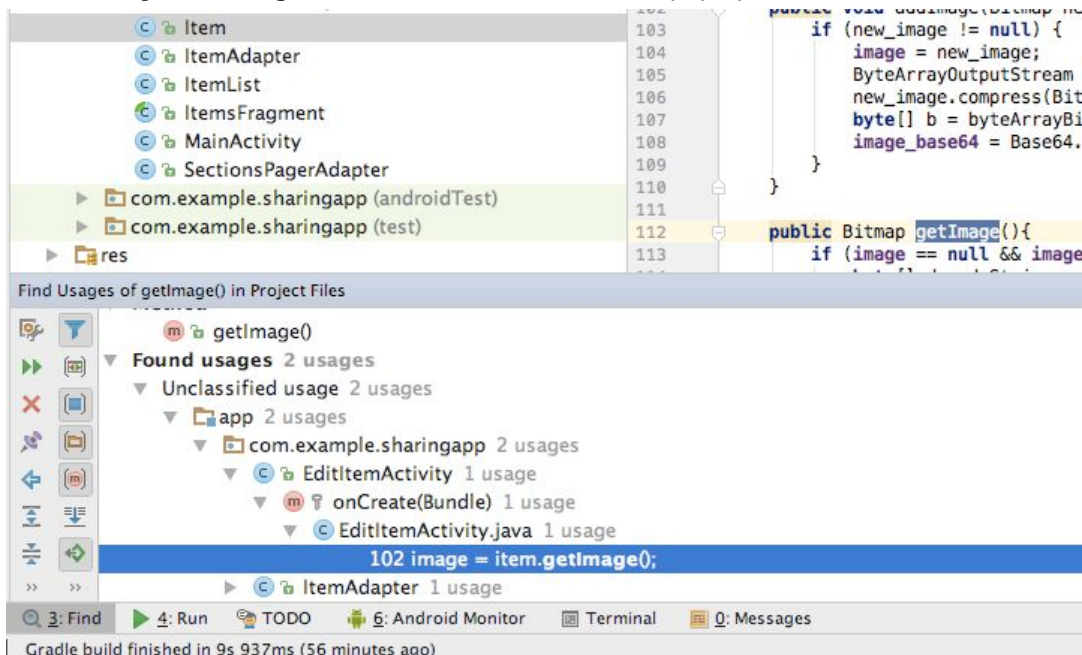 Item
ItemAdapter
ItemList
ItemsFragment
MainActivity
SectionsPagerAdapter
com.example.sharingapp (androidTest)
com.example.sharingapp (test)
res
103 if (new_image != null) {
104 image = new_image;
105 ByteArrayOutputStream
106 new_image.compress(Bit
107 byte[] b = byteArrayBi
108 image_base64 = Base64.
109 }
110 }
111
112 public Bitmap getImage(){
113 if (image == null && image
Find Usages of getImage() in Project Files
getImage()
Found usages 2 usages
Unclassified usage 2 usages
app 2 usages
com.example.sharingapp 2 usages
EditItemActivity 1 usage
onCreate(Bundle) 1 usage
EditItemActivity.java 1 usage
102 image = item.getImage();
ItemAdapter 1 usage
3: Find 4: Run TODO 6: Android Monitor Terminal 0: Messages
Gradle build finished in 9s 937ms (56 minutes ago)